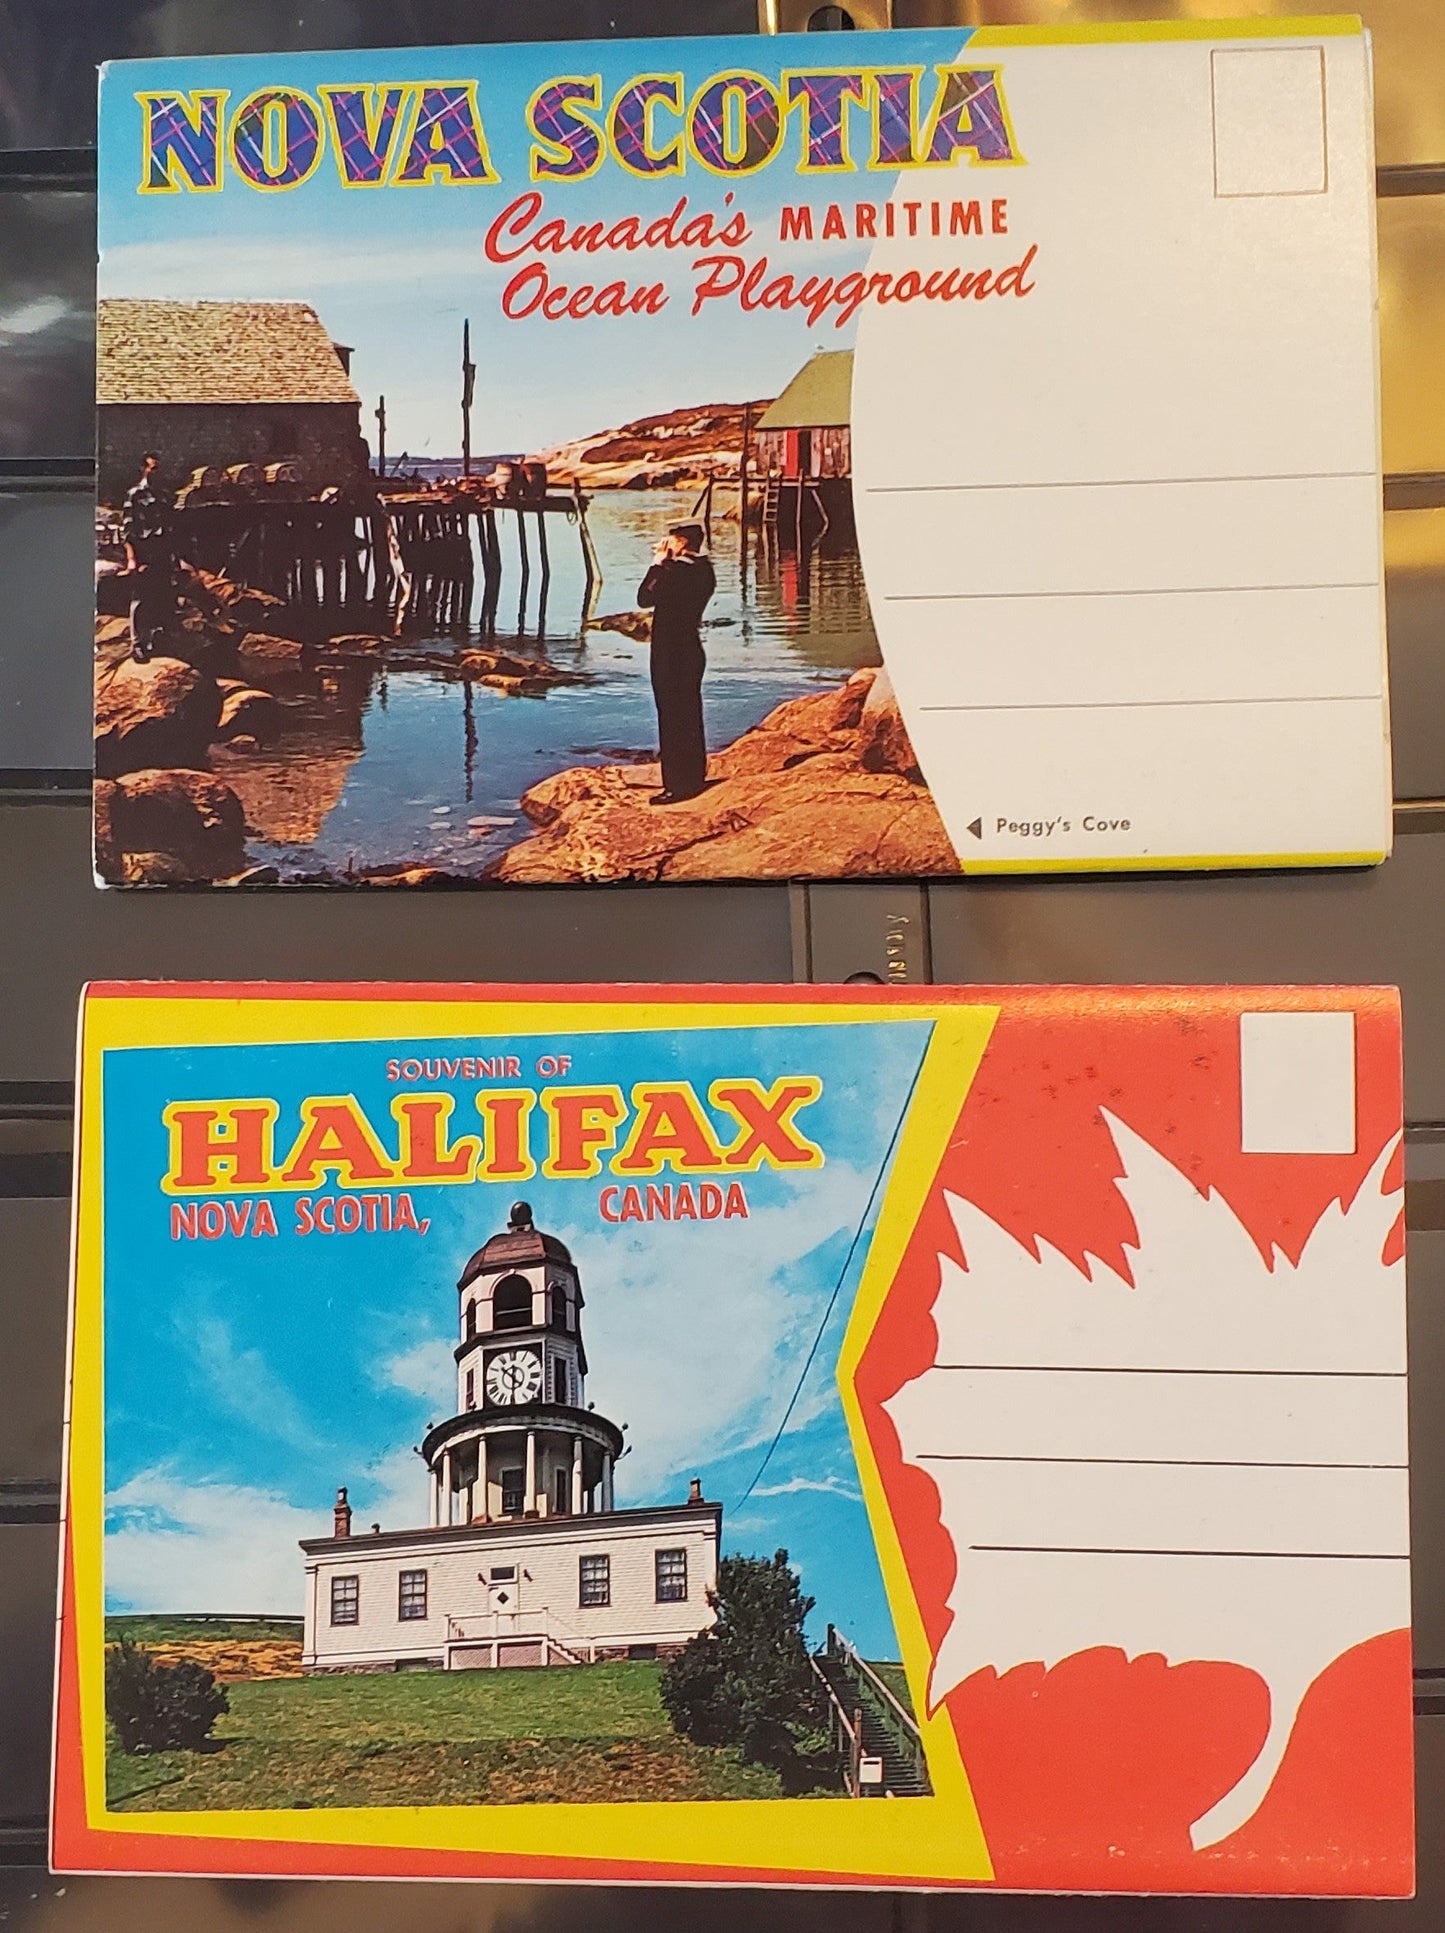 NOVA SCOTIA
Canada's MARITIME
Ocean Playground
Peggy's Cove
SOUVENIR OF
HALIFAX
NOVA SCOTIA, CANADA